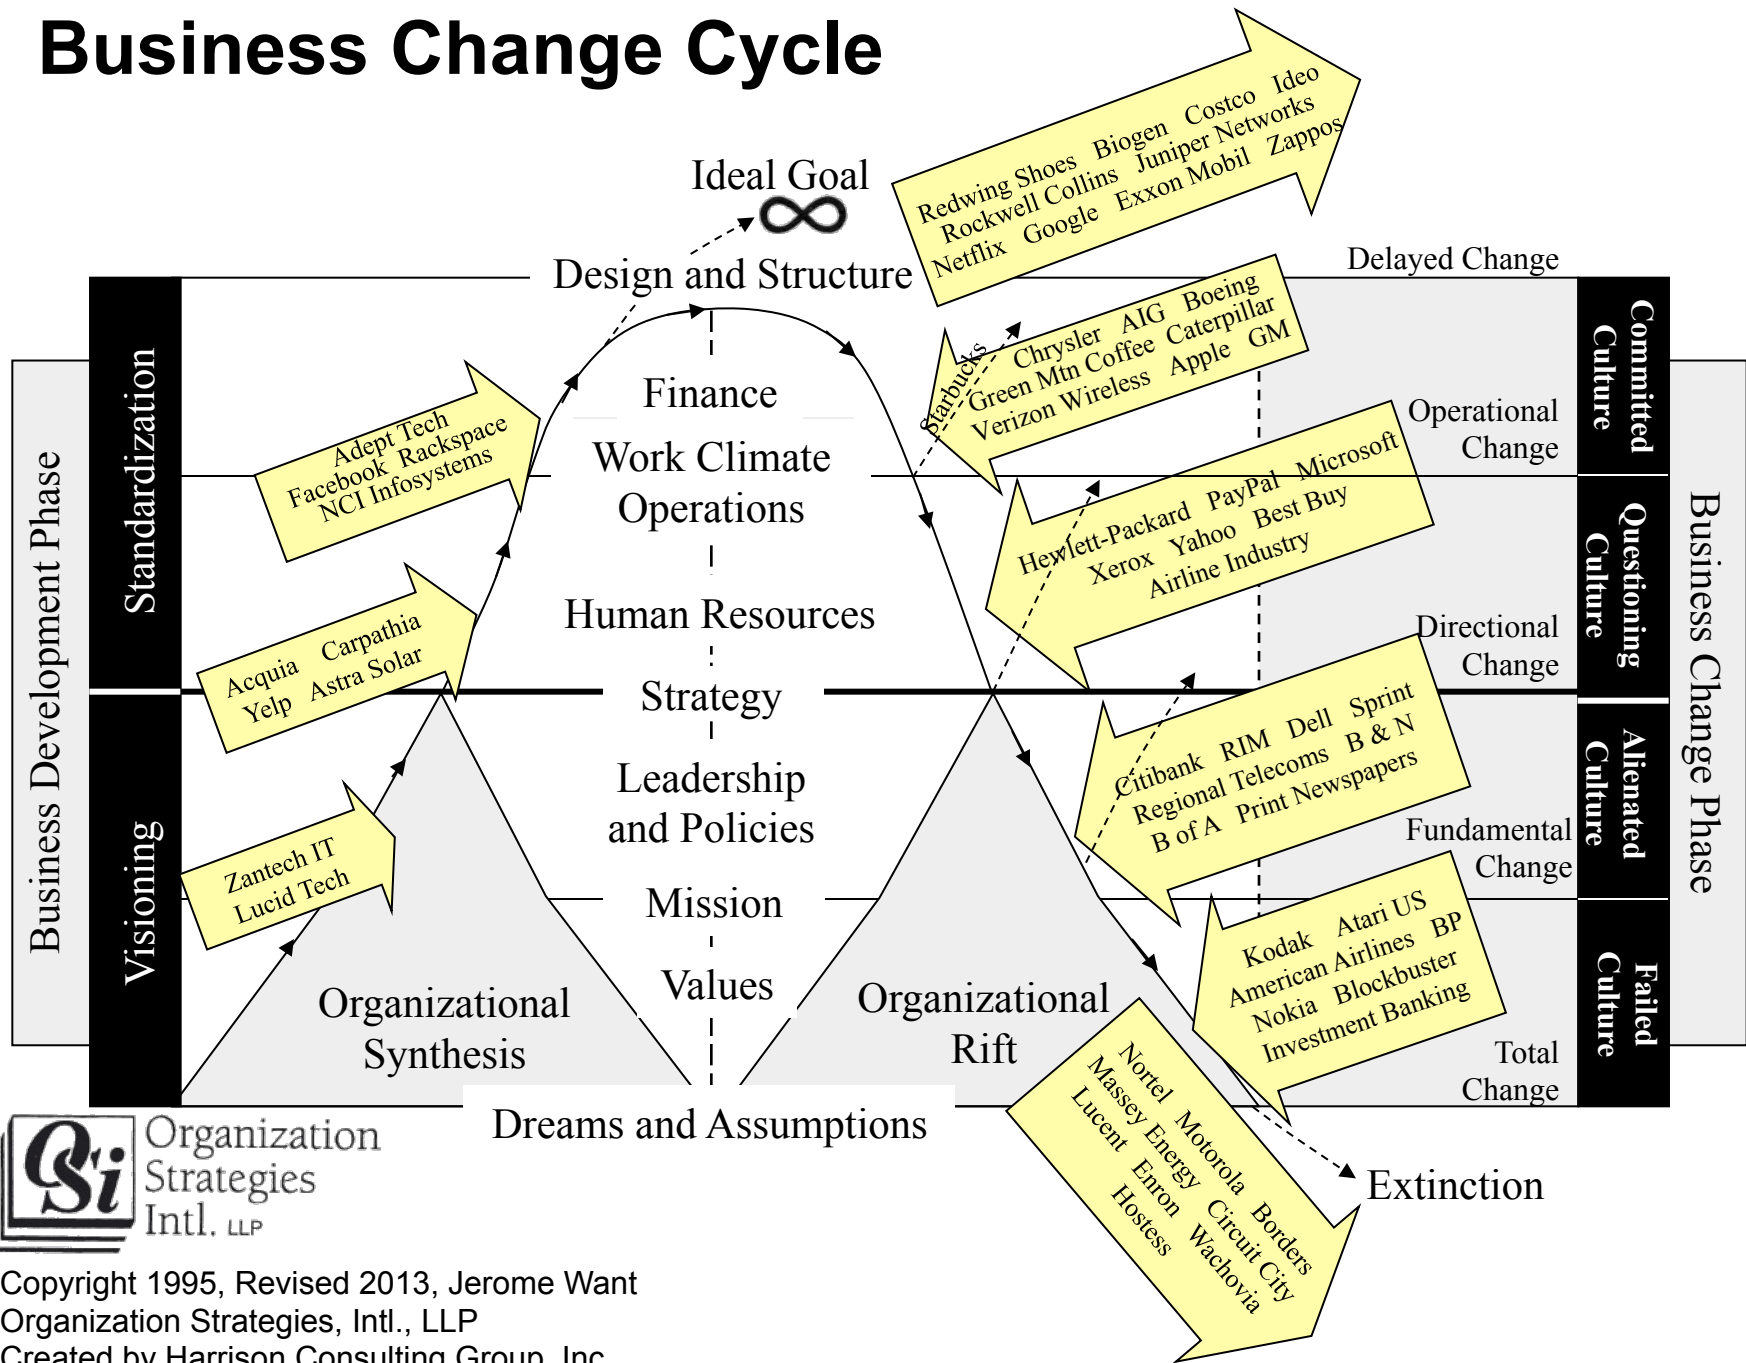 Business Change Cycle
Ideal Goal
∞
Redwing Shoes Biogen Costco Ideo
Rockwell Collins Juniper Networks
Netflix Google Exxon Mobil Zappos
Design and Structure
Delayed Change
Chrysler AIG Boeing
Green Mtn Coffee Caterpillar
Verizon Wireless Apple GM
Starbucks
Committed
Culture
Standardization
Finance
Adept Tech
Facebook Rackspace
NCI Infosystems
Operational
Change
Work Climate
Operations
Hewlett-Packard PayPal Microsoft
Xerox Yahoo Best Buy
Airline Industry
Questioning
Culture
Business Development Phase
Business Change Phase
Human Resources
Acquia Carpathia
Yelp Astra Solar
Directional
Change
Strategy
Citibank RIM Dell Sprint
Regional Telecoms B & N
B of A Print Newspapers
Alienated
Culture
Leadership
and Policies
Visioning
Zantech IT
Lucid Tech
Fundamental
Change
Mission
Kodak Atari US
American Airlines BP
Nokia Blockbuster
Investment Banking
Failed
Culture
Values
Organizational
Synthesis
Organizational
Rift
Total
Change
Dreams and Assumptions
Nortel Motorola Borders
Massey Energy Circuit City
Lucent Enron Wachovia
Hostess
Extinction
OSi
Organization
Strategies
Intl. LLP
Copyright 1995, Revised 2013, Jerome Want
Organization Strategies, Intl., LLP
Created by Harrison Consulting Group, Inc